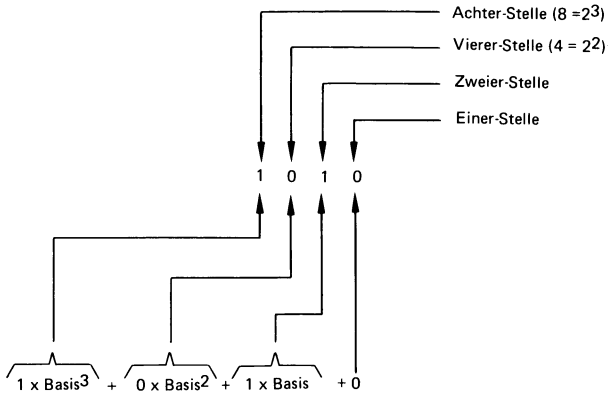 Achter-Stelle (8 = 2³)
Vierer-Stelle (4 = 2²)
Zweier-Stelle
Einer-Stelle
1 0 1 0
1 x Basis³ + 0 x Basis² + 1 x Basis + 0